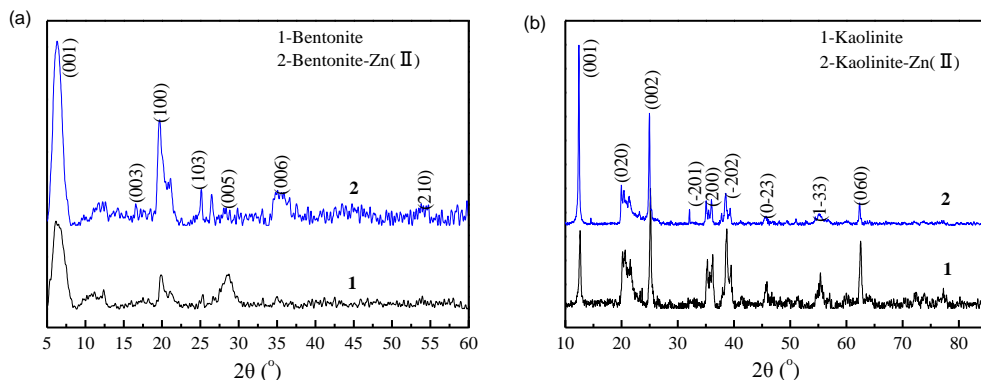 (a)
1-Bentonite
2-Bentonite-Zn(Ⅱ)
(001)
(003)
(100)
(103)
(005)
(006)
(210)
2
1
5 10 15 20 25 30 35 40 45 50 55 60
2θ (°)
(b)
1-Kaolinite
2-Kaolinite-Zn(Ⅱ)
(001)
(020)
(002)
(-201)
(200)
(-202)
(0-23)
(1-33)
(060)
2
1
10 20 30 40 50 60 70 80
2θ (°)